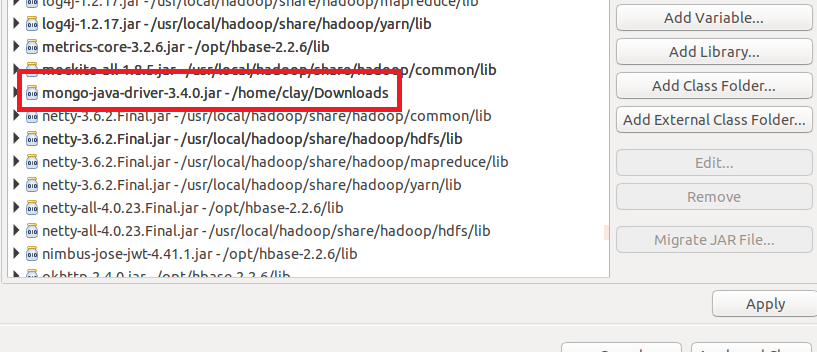 log4j-1.2.17.jar - /usr/local/hadoop/share/hadoop/mapreduce/lib
log4j-1.2.17.jar - /usr/local/hadoop/share/hadoop/yarn/lib
metrics-core-3.2.6.jar - /opt/hbase-2.2.6/lib
mockito-all-1.8.5.jar - /usr/local/hadoop/share/hadoop/common/lib
mongo-java-driver-3.4.0.jar - /home/clay/Downloads
netty-3.6.2.Final.jar - /usr/local/hadoop/share/hadoop/common/lib
netty-3.6.2.Final.jar - /usr/local/hadoop/share/hadoop/hdfs/lib
netty-3.6.2.Final.jar - /usr/local/hadoop/share/hadoop/mapreduce/lib
netty-3.6.2.Final.jar - /usr/local/hadoop/share/hadoop/yarn/lib
netty-all-4.0.23.Final.jar - /opt/hbase-2.2.6/lib
netty-all-4.0.23.Final.jar - /usr/local/hadoop/share/hadoop/hdfs/lib
nimbus-jose-jwt-4.41.1.jar - /opt/hbase-2.2.6/lib
okhttp-2.4.0.jar - /opt/hbase-2.2.6/lib
Add Variable...
Add Library...
Add Class Folder...
Add External Class Folder...
Edit...
Remove
Migrate JAR File...
Apply